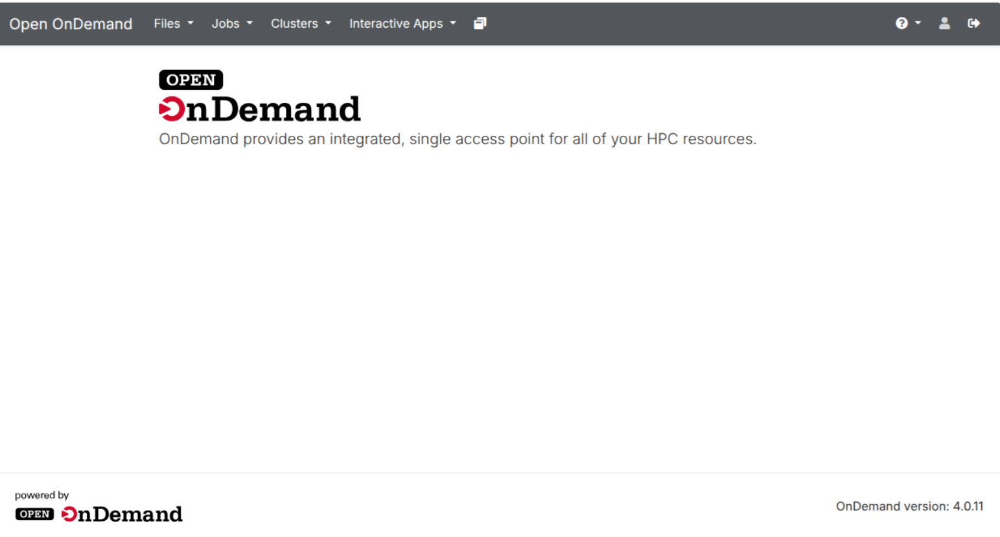 Open OnDemand Files Jobs Clusters Interactive Apps
OPEN
OnDemand
OnDemand provides an integrated, single access point for all of your HPC resources.
powered by
OPEN OnDemand
OnDemand version: 4.0.11